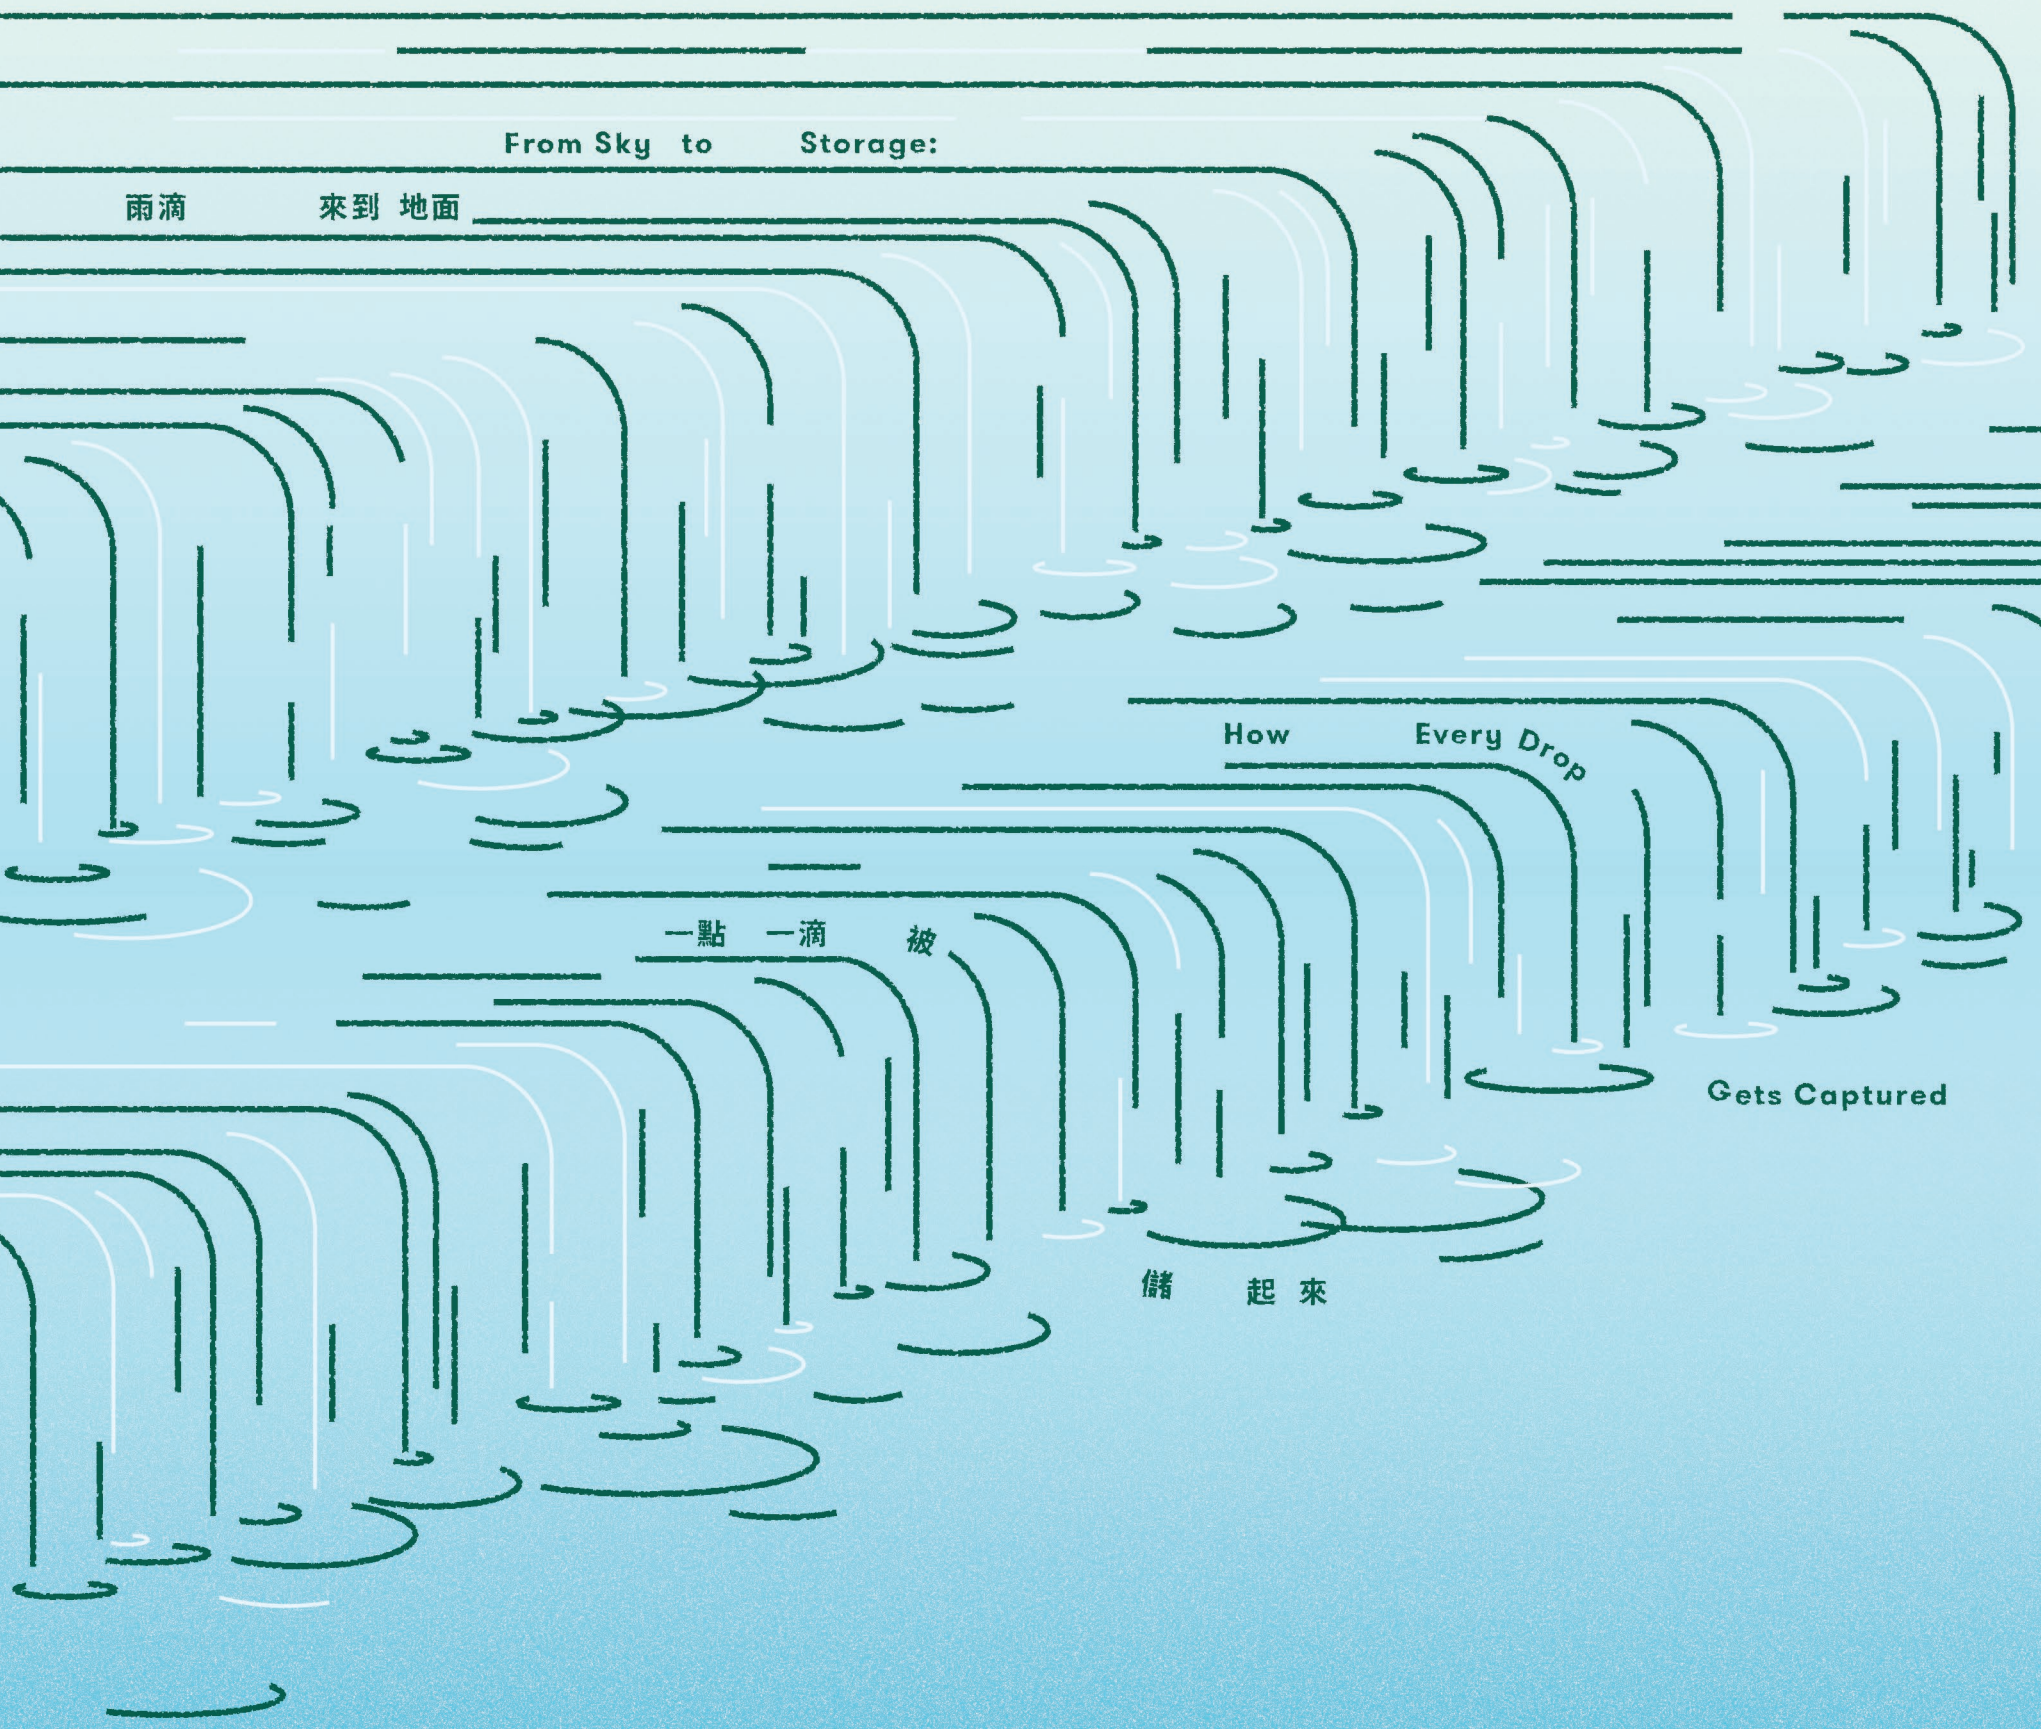 From Sky to Storage:
雨滴 來到 地面
How Every Drop
一點 一滴 被
Gets Captured
儲 起 來